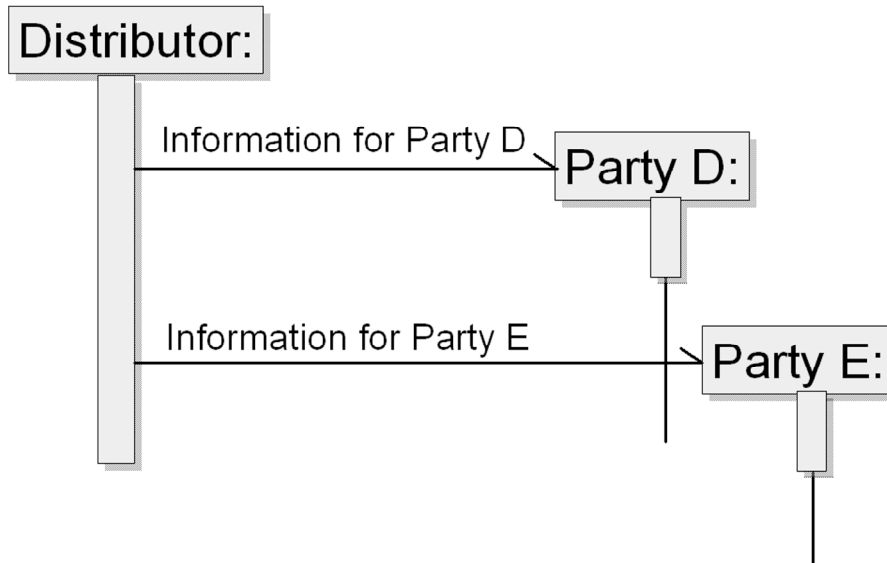 Distributor:
Information for Party D
Party D:
Information for Party E
Party E: